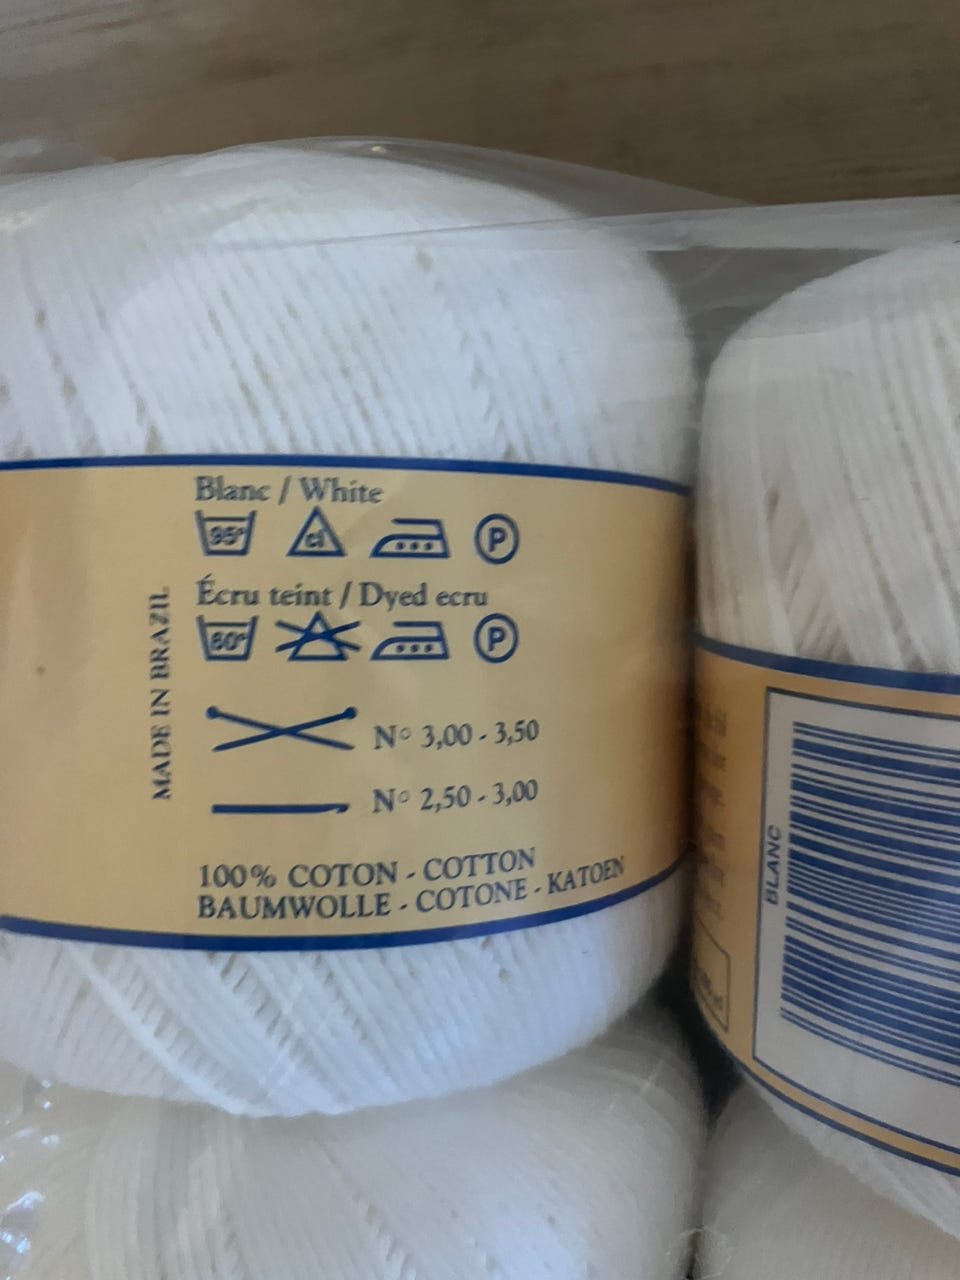 Blanc / White
95° cl P
Écru teint / Dyed ecru
60° P
MADE IN BRAZIL
N° 3,00 - 3,50
N° 2,50 - 3,00
100% COTON - COTTON
BAUMWOLLE - COTONE - KATOEN
BLANC